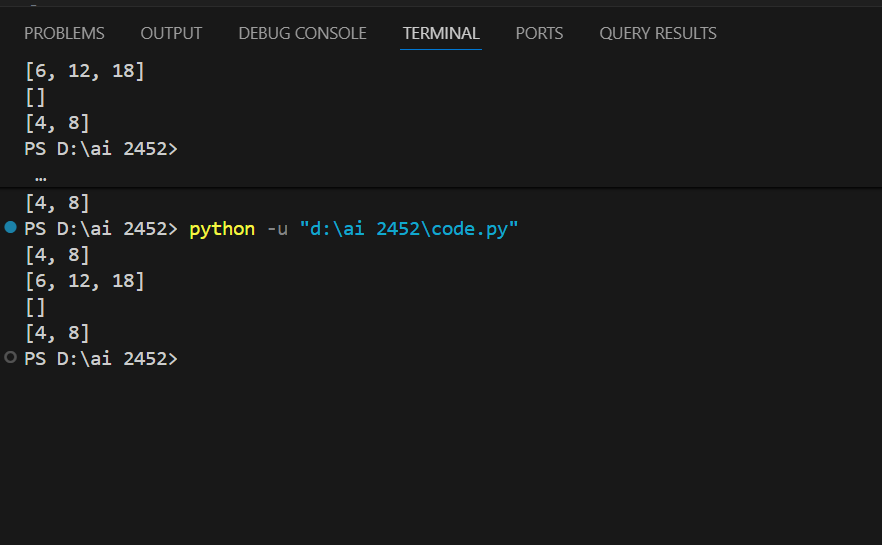 PROBLEMS OUTPUT DEBUG CONSOLE TERMINAL PORTS QUERY RESULTS
[6, 12, 18]
[]
[4, 8]
PS D:\ai 2452>
…
[4, 8]
PS D:\ai 2452> python -u "d:\ai 2452\code.py"
[4, 8]
[6, 12, 18]
[]
[4, 8]
PS D:\ai 2452>